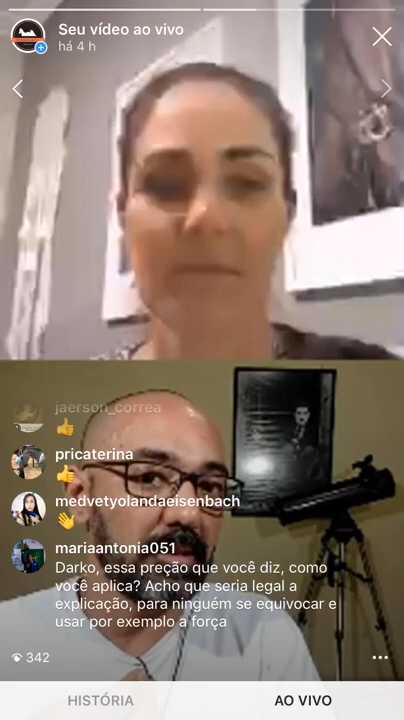 Seu vídeo ao vivo
há 4 h
jaerson_correa
pricaterina
medvetyolandaeisenbach
mariaantonia051
Darko, essa preção que você diz, como
você aplica? Acho que seria legal a
explicação, para ninguém se equivocar e
usar por exemplo a força
342
HISTÓRIA
AO VIVO